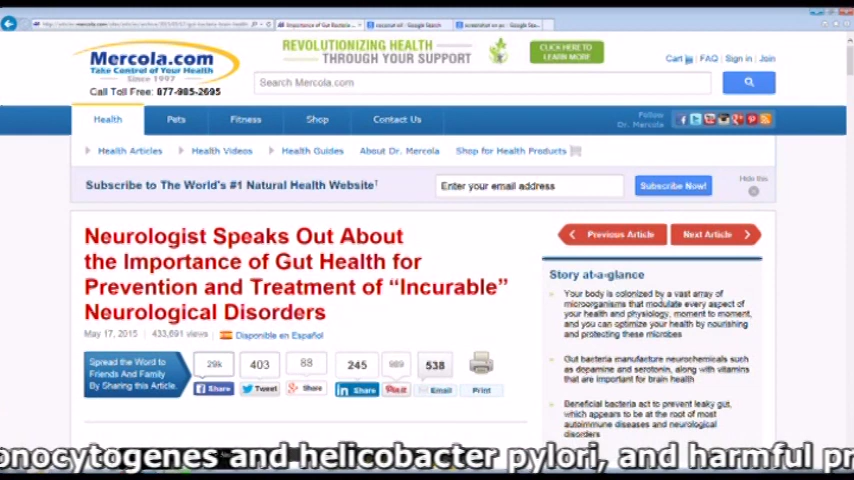 Importance of Gut Bacteria ...
coconut oil - Google Search
Mercola.com
Take Control of Your Health
Since 1997
Call Toll Free: 877-985-2695
REVOLUTIONIZING HEALTH
THROUGH YOUR SUPPORT
CLICK HERE TO
LEARN MORE
Cart FAQ Sign in Join
Search Mercola.com
Health Pets Fitness Shop Contact Us
Follow
Dr. Mercola
Health Articles Health Videos Health Guides About Dr. Mercola Shop for Health Products
Subscribe to The World's #1 Natural Health Website†
Enter your email address
Subscribe Now!
Hide this
Neurologist Speaks Out About
the Importance of Gut Health for
Prevention and Treatment of “Incurable”
Neurological Disorders
May 17, 2015 | 433,691 views | Disponible en Español
Spread the Word to
Friends And Family
By Sharing this Article.
29k 403 88 245 989 538
Share Tweet Share Share Pin it Email Print
Previous Article Next Article
Story at-a-glance
Your body is colonized by a vast array of
microorganisms that modulate every aspect of
your health and physiology, moment to moment,
and you can optimize your health by nourishing
and protecting these microbes
Gut bacteria manufacture neurochemicals such
as dopamine and serotonin, along with vitamins
that are important for brain health
Beneficial bacteria act to prevent leaky gut,
which appears to be at the root of most
autoimmune diseases and neurological
disorders
onocytogenes and helicobacter pylori, and harmful pr